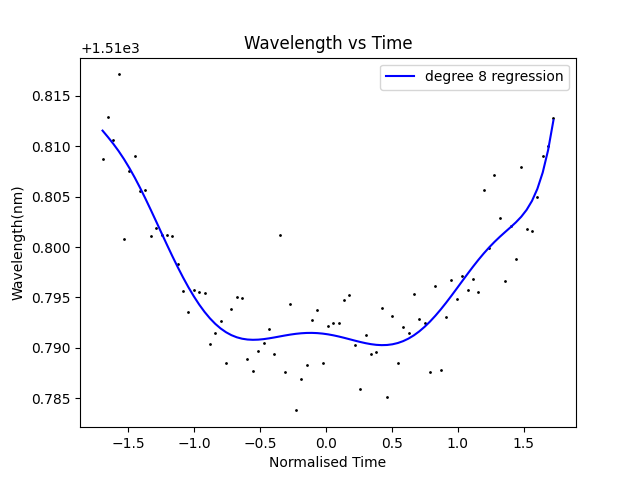 Wavelength vs Time
+1.51e3
degree 8 regression
0.815
0.810
0.805
0.800
0.795
0.790
0.785
Wavelength(nm)
−1.5 −1.0 −0.5 0.0 0.5 1.0 1.5
Normalised Time